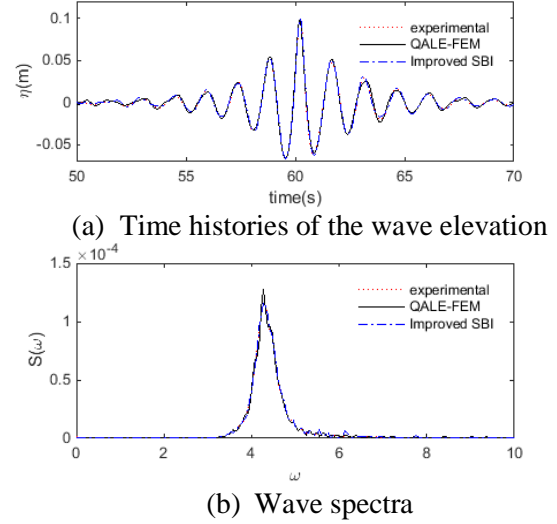 0.1
0.05
0
-0.05
η(m)
experimental
QALE-FEM
Improved SBI
50
55
60
65
70
time(s)
(a) Time histories of the wave elevation
×10⁻⁴
1.5
1
0.5
0
S(ω)
experimental
QALE-FEM
Improved SBI
0
2
4
6
8
10
ω
(b) Wave spectra